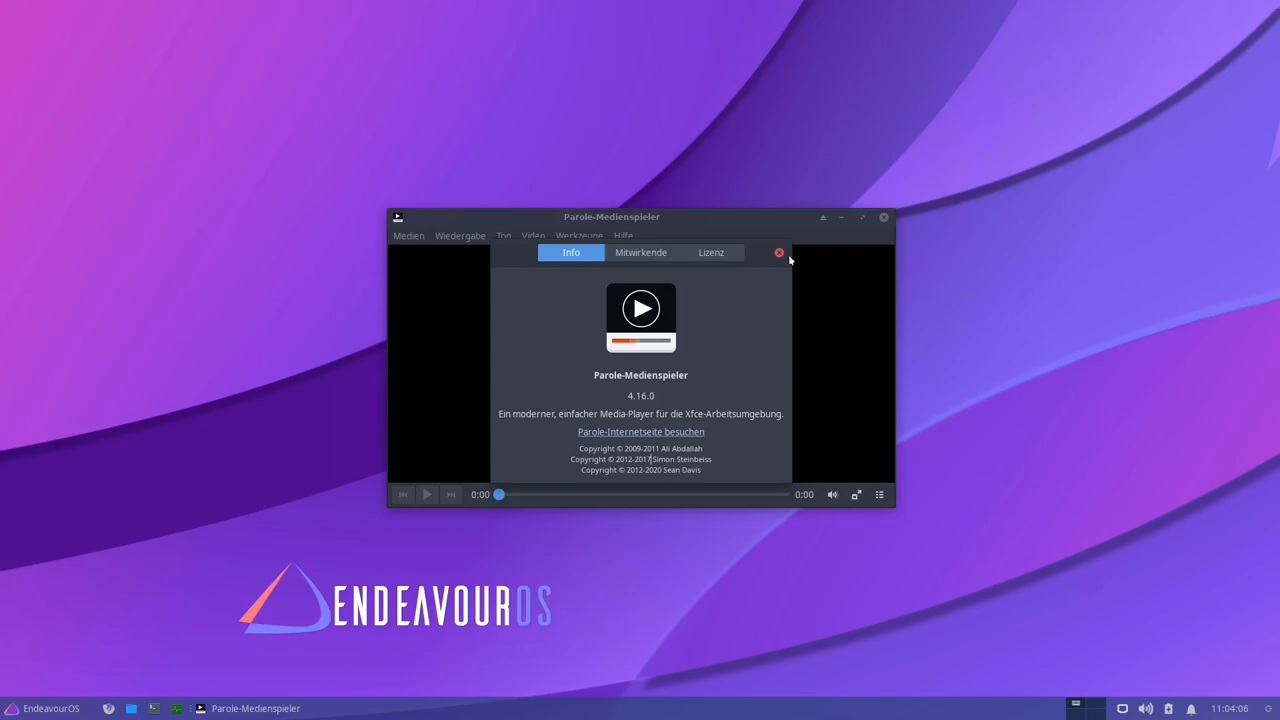 Parole-Medienspieler
Medien Wiedergabe Ton Video Werkzeuge Hilfe
Info Mitwirkende Lizenz
Parole-Medienspieler
4.16.0
Ein moderner, einfacher Media-Player für die Xfce-Arbeitsumgebung.
Parole-Internetseite besuchen
Copyright © 2009-2011 Ali Abdallah
Copyright © 2012-2017 Simon Steinbeiss
Copyright © 2012-2020 Sean Davis
0:00 0:00
ENDEAVOUROS
EndeavourOS Parole-Medienspieler 11:04:06